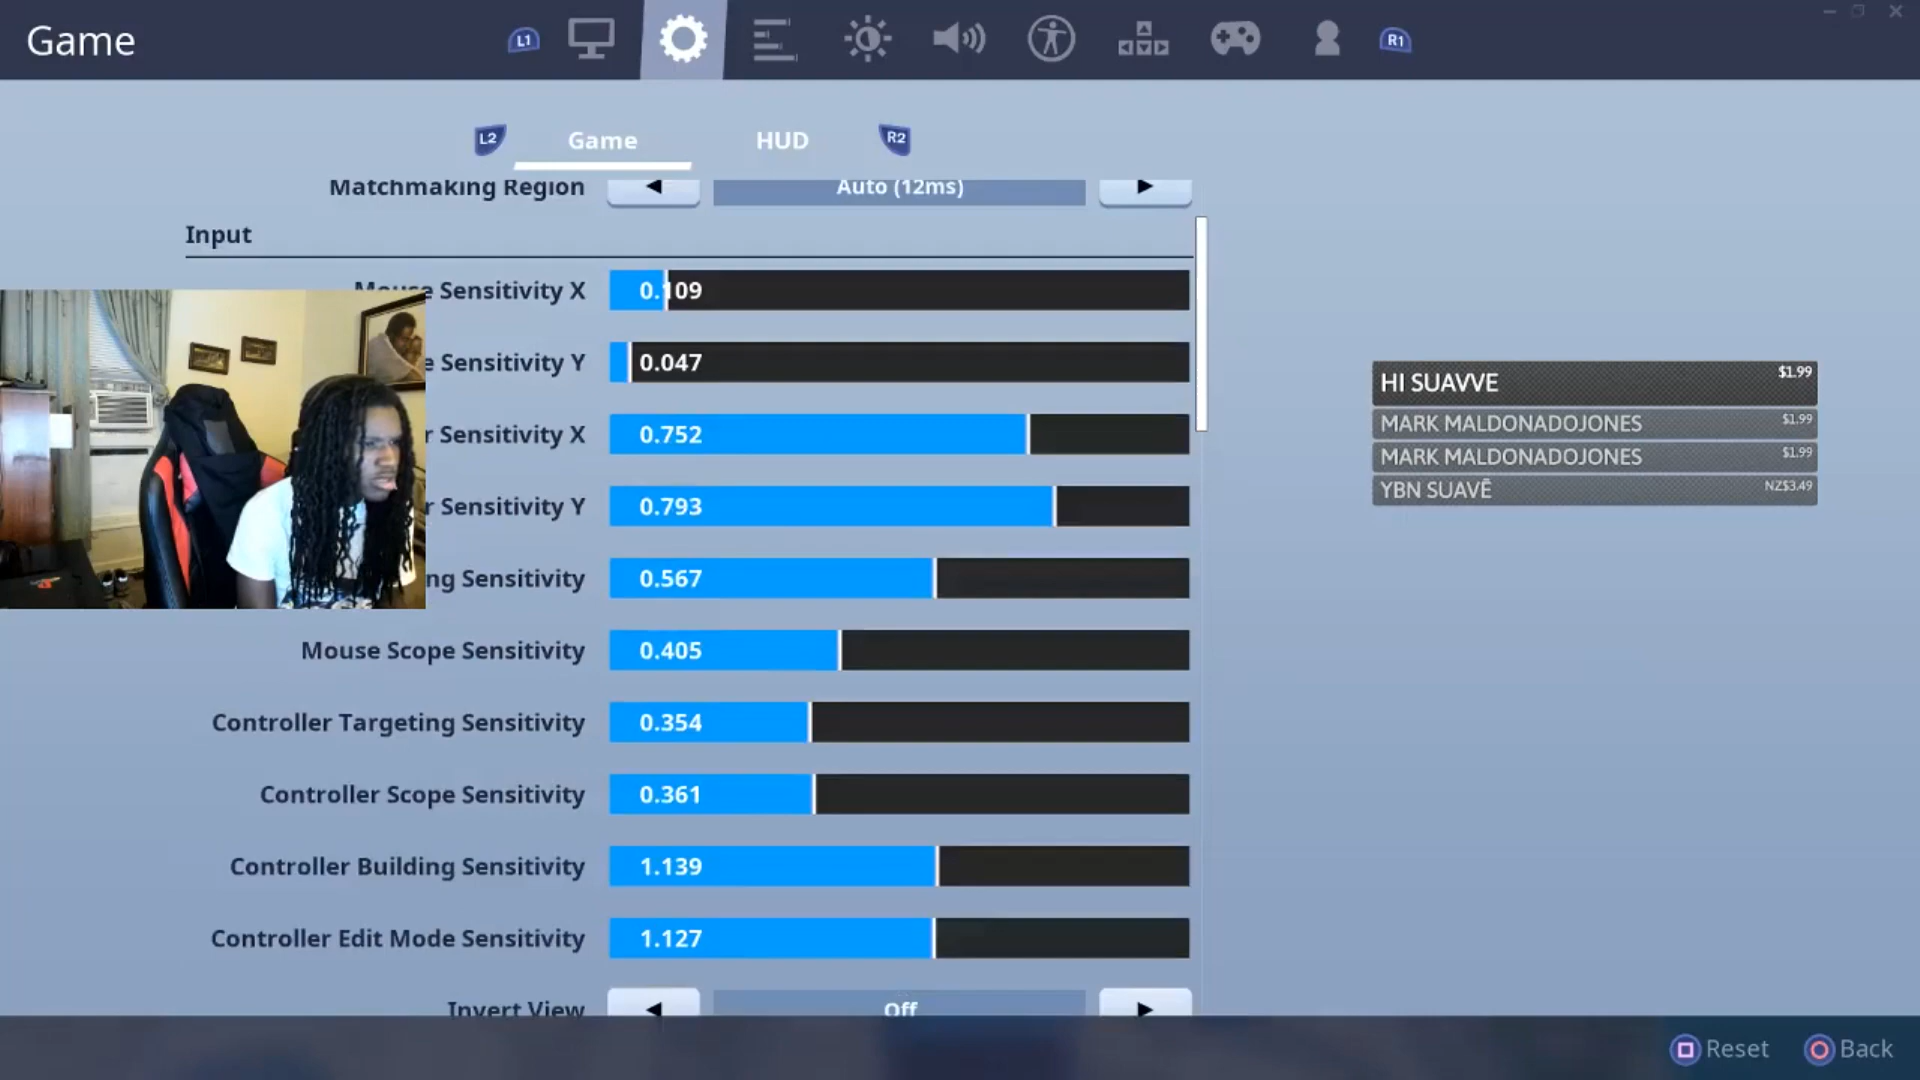 Game
L1
R1
L2
Game
HUD
R2
Matchmaking Region
Auto (12ms)
Input
Sensitivity X
0.109
Sensitivity Y
0.047
Sensitivity X
0.752
Sensitivity Y
0.793
Sensitivity
0.567
Mouse Scope Sensitivity
0.405
Controller Targeting Sensitivity
0.354
Controller Scope Sensitivity
0.361
Controller Building Sensitivity
1.139
Controller Edit Mode Sensitivity
1.127
Invert View
Off
HI SUAVVE
$1.99
MARK MALDONADOJONES
$1.99
MARK MALDONADOJONES
$1.99
YBN SUAVĒ
NZ$3.49
Reset
Back